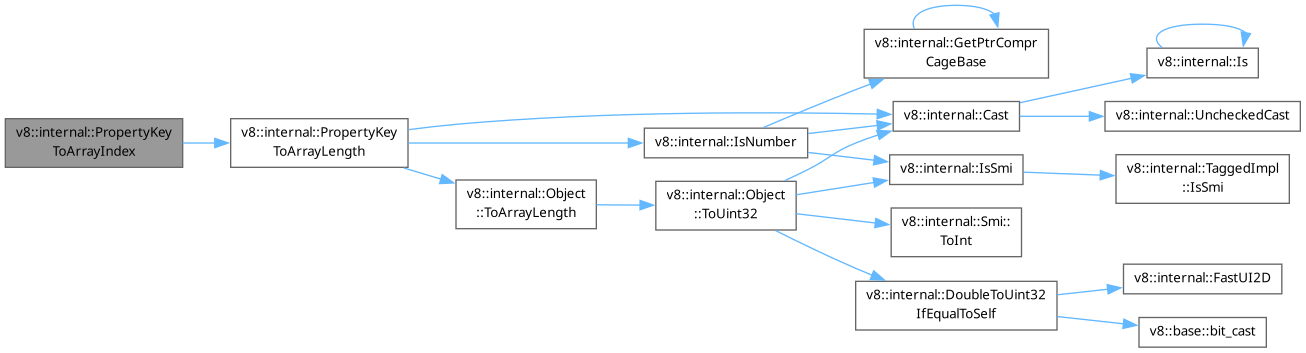 v8::internal::PropertyKey
ToArrayIndex
v8::internal::PropertyKey
ToArrayLength
v8::internal::Object
::ToArrayLength
v8::internal::IsNumber
v8::internal::Object
::ToUint32
v8::internal::GetPtrCompr
CageBase
v8::internal::Cast
v8::internal::IsSmi
v8::internal::Smi::
ToInt
v8::internal::DoubleToUint32
IfEqualToSelf
v8::internal::Is
v8::internal::UncheckedCast
v8::internal::TaggedImpl
::IsSmi
v8::internal::FastUI2D
v8::base::bit_cast